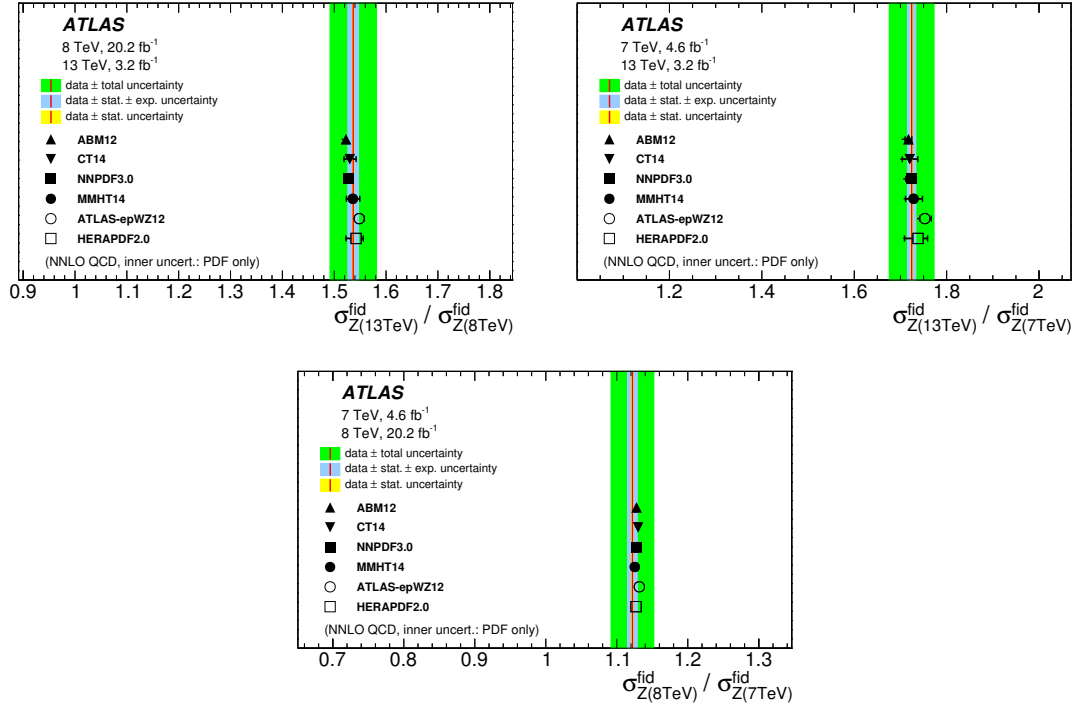 ATLAS
8 TeV, 20.2 fb⁻¹
13 TeV, 3.2 fb⁻¹
data ± total uncertainty
data ± stat. ± exp. uncertainty
data ± stat. uncertainty
ABM12
CT14
NNPDF3.0
MMHT14
ATLAS-epWZ12
HERAPDF2.0
(NNLO QCD, inner uncert.: PDF only)
0.9 1 1.1 1.2 1.3 1.4 1.5 1.6 1.7 1.8
σ^fid_Z(13TeV) / σ^fid_Z(8TeV)
ATLAS
7 TeV, 4.6 fb⁻¹
13 TeV, 3.2 fb⁻¹
data ± total uncertainty
data ± stat. ± exp. uncertainty
data ± stat. uncertainty
ABM12
CT14
NNPDF3.0
MMHT14
ATLAS-epWZ12
HERAPDF2.0
(NNLO QCD, inner uncert.: PDF only)
1.2 1.4 1.6 1.8 2
σ^fid_Z(13TeV) / σ^fid_Z(7TeV)
ATLAS
7 TeV, 4.6 fb⁻¹
8 TeV, 20.2 fb⁻¹
data ± total uncertainty
data ± stat. ± exp. uncertainty
data ± stat. uncertainty
ABM12
CT14
NNPDF3.0
MMHT14
ATLAS-epWZ12
HERAPDF2.0
(NNLO QCD, inner uncert.: PDF only)
0.7 0.8 0.9 1 1.1 1.2 1.3
σ^fid_Z(8TeV) / σ^fid_Z(7TeV)